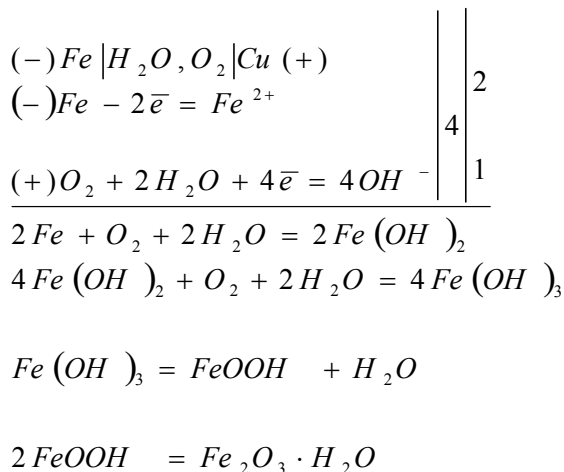 (−) Fe |H₂O, O₂| Cu (+)
(−) Fe − 2e̅ = Fe²⁺
2
4
(+) O₂ + 2H₂O + 4e̅ = 4OH⁻
1
2Fe + O₂ + 2H₂O = 2Fe(OH)₂
4Fe(OH)₂ + O₂ + 2H₂O = 4Fe(OH)₃
Fe(OH)₃ = FeOOH + H₂O
2FeOOH = Fe₂O₃ · H₂O